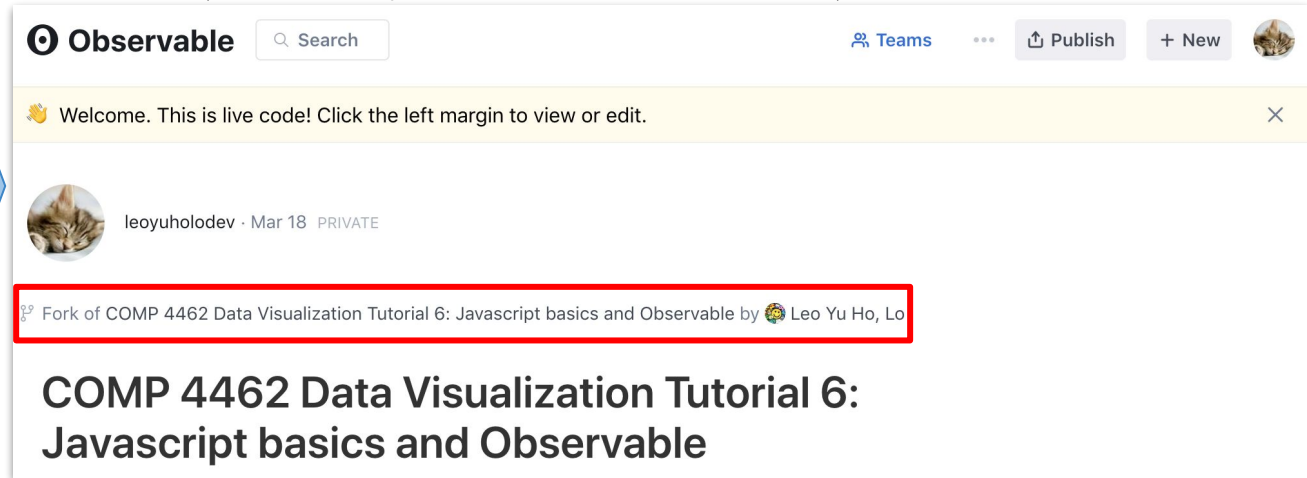 Observable
Search
Teams
Publish
+ New
👋 Welcome. This is live code! Click the left margin to view or edit.
leoyuholodev · Mar 18 PRIVATE
Fork of COMP 4462 Data Visualization Tutorial 6: Javascript basics and Observable by Leo Yu Ho, Lo
COMP 4462 Data Visualization Tutorial 6:
Javascript basics and Observable